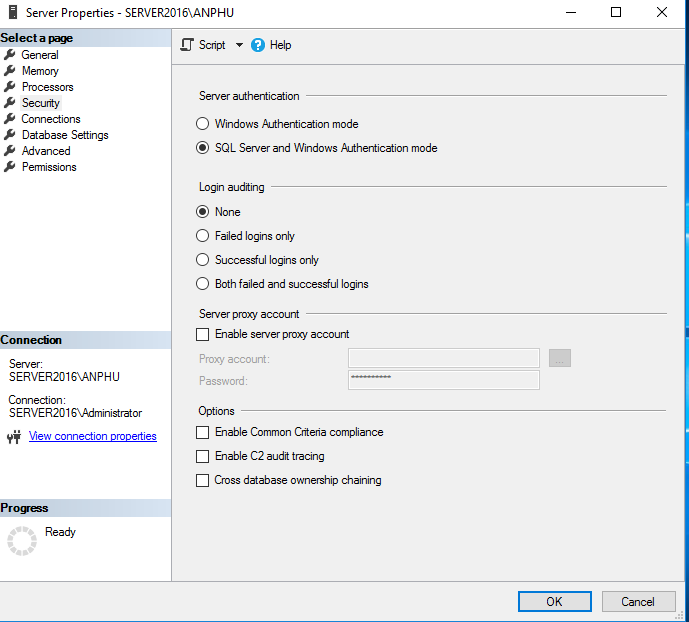 Server Properties - SERVER2016\ANPHU
Select a page
General
Memory
Processors
Security
Connections
Database Settings
Advanced
Permissions
Connection
Server:
SERVER2016\ANPHU
Connection:
SERVER2016\Administrator
View connection properties
Progress
Ready
Script
Help
Server authentication
Windows Authentication mode
SQL Server and Windows Authentication mode
Login auditing
None
Failed logins only
Successful logins only
Both failed and successful logins
Server proxy account
Enable server proxy account
Proxy account:
...
Password:
**********
Options
Enable Common Criteria compliance
Enable C2 audit tracing
Cross database ownership chaining
OK
Cancel